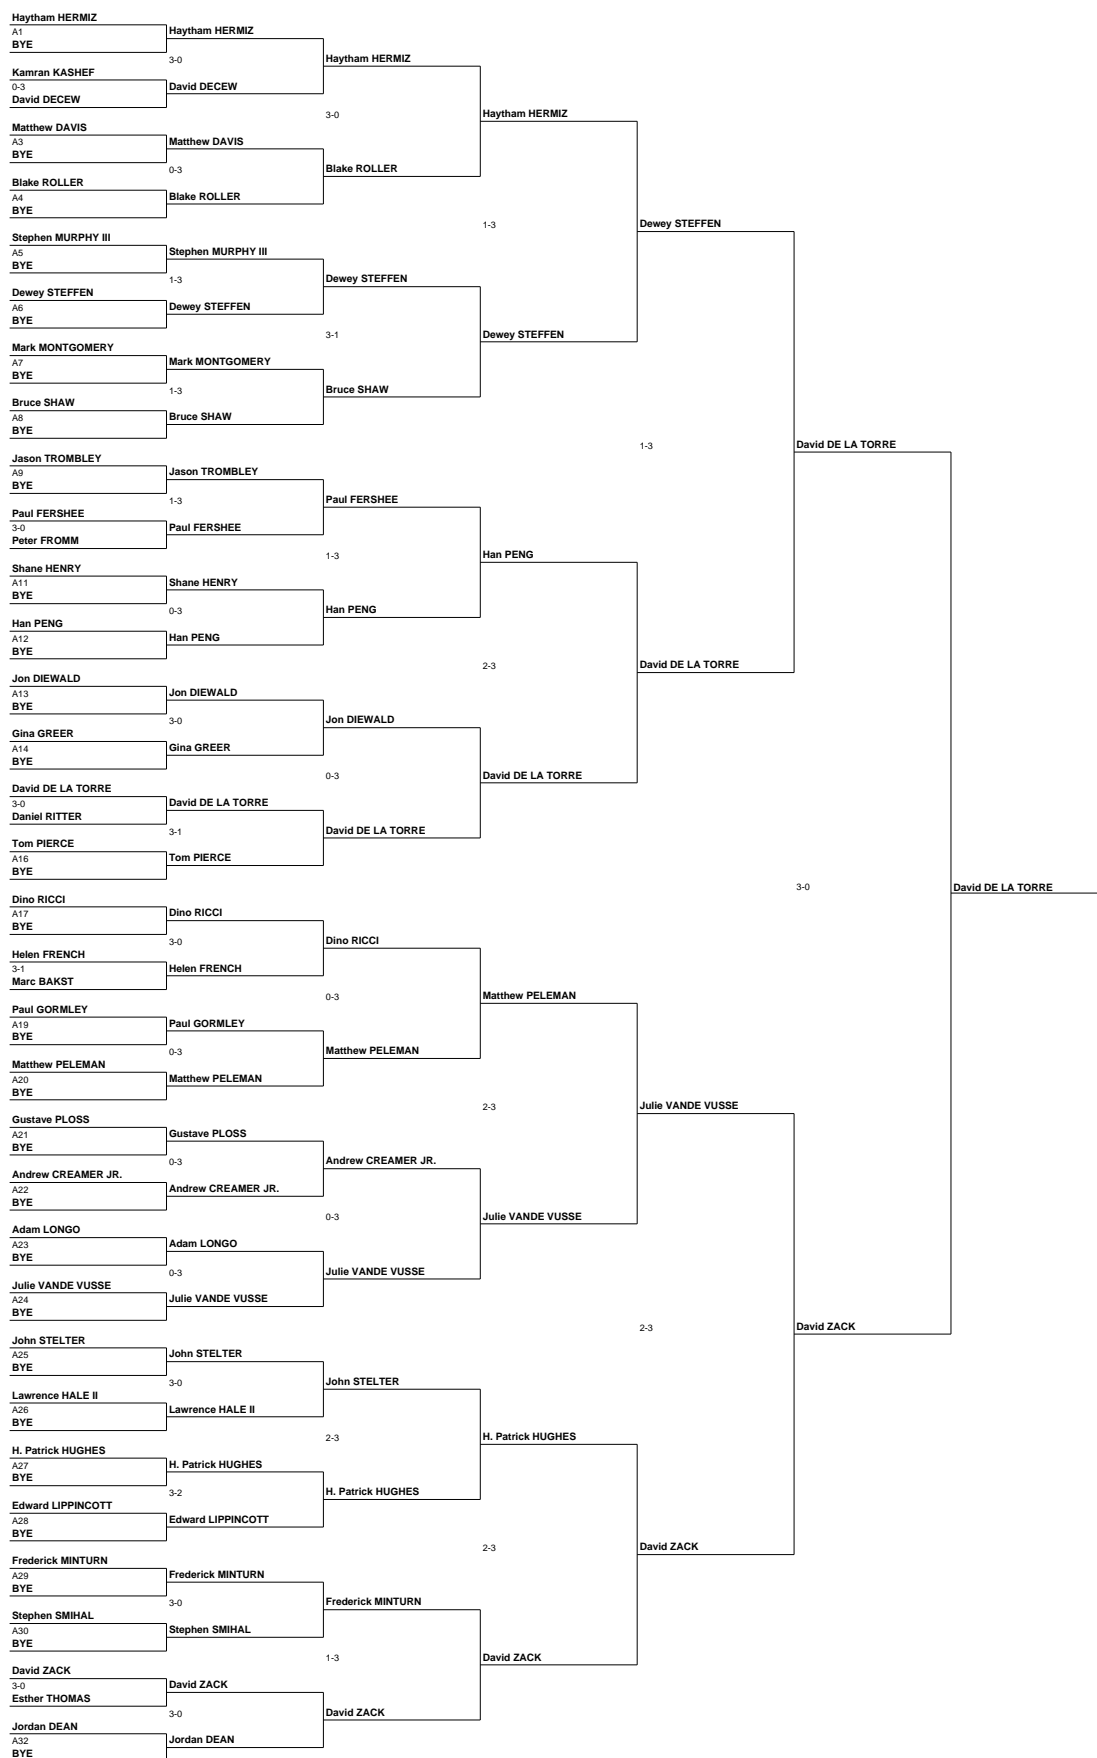 Haytham HERMIZ
A1
BYE
Kamran KASHEF
0-3
David DECEW
Matthew DAVIS
A3
BYE
Blake ROLLER
A4
BYE
Stephen MURPHY III
A5
BYE
Dewey STEFFEN
A6
BYE
Mark MONTGOMERY
A7
BYE
Bruce SHAW
A8
BYE
Jason TROMBLEY
A9
BYE
Paul FERSHEE
3-0
Peter FROMM
Shane HENRY
A11
BYE
Han PENG
A12
BYE
Jon DIEWALD
A13
BYE
Gina GREER
A14
BYE
David DE LA TORRE
3-0
Daniel RITTER
Tom PIERCE
A16
BYE
Dino RICCI
A17
BYE
Helen FRENCH
3-1
Marc BAKST
Paul GORMLEY
A19
BYE
Matthew PELEMAN
A20
BYE
Gustave PLOSS
A21
BYE
Andrew CREAMER JR.
A22
BYE
Adam LONGO
A23
BYE
Julie VANDE VUSSE
A24
BYE
John STELTER
A25
BYE
Lawrence HALE II
A26
BYE
H. Patrick HUGHES
A27
BYE
Edward LIPPINCOTT
A28
BYE
Frederick MINTURN
A29
BYE
Stephen SMIHAL
A30
BYE
David ZACK
3-0
Esther THOMAS
Jordan DEAN
A32
BYE
Haytham HERMIZ
3-0
David DECEW
Matthew DAVIS
0-3
Blake ROLLER
Stephen MURPHY III
1-3
Dewey STEFFEN
Mark MONTGOMERY
1-3
Bruce SHAW
Jason TROMBLEY
1-3
Paul FERSHEE
Shane HENRY
0-3
Han PENG
Jon DIEWALD
3-0
Gina GREER
David DE LA TORRE
3-1
Tom PIERCE
Dino RICCI
3-0
Helen FRENCH
Paul GORMLEY
0-3
Matthew PELEMAN
Gustave PLOSS
0-3
Andrew CREAMER JR.
Adam LONGO
0-3
Julie VANDE VUSSE
John STELTER
3-0
Lawrence HALE II
H. Patrick HUGHES
3-2
Edward LIPPINCOTT
Frederick MINTURN
3-0
Stephen SMIHAL
David ZACK
3-0
Jordan DEAN
Haytham HERMIZ
3-0
Blake ROLLER
Dewey STEFFEN
3-1
Bruce SHAW
Paul FERSHEE
1-3
Han PENG
Jon DIEWALD
0-3
David DE LA TORRE
Dino RICCI
0-3
Matthew PELEMAN
Andrew CREAMER JR.
0-3
Julie VANDE VUSSE
John STELTER
2-3
H. Patrick HUGHES
Frederick MINTURN
1-3
David ZACK
Haytham HERMIZ
1-3
Dewey STEFFEN
Han PENG
2-3
David DE LA TORRE
Matthew PELEMAN
2-3
Julie VANDE VUSSE
H. Patrick HUGHES
2-3
David ZACK
Dewey STEFFEN
1-3
David DE LA TORRE
Julie VANDE VUSSE
2-3
David ZACK
David DE LA TORRE
3-0
David ZACK
David DE LA TORRE